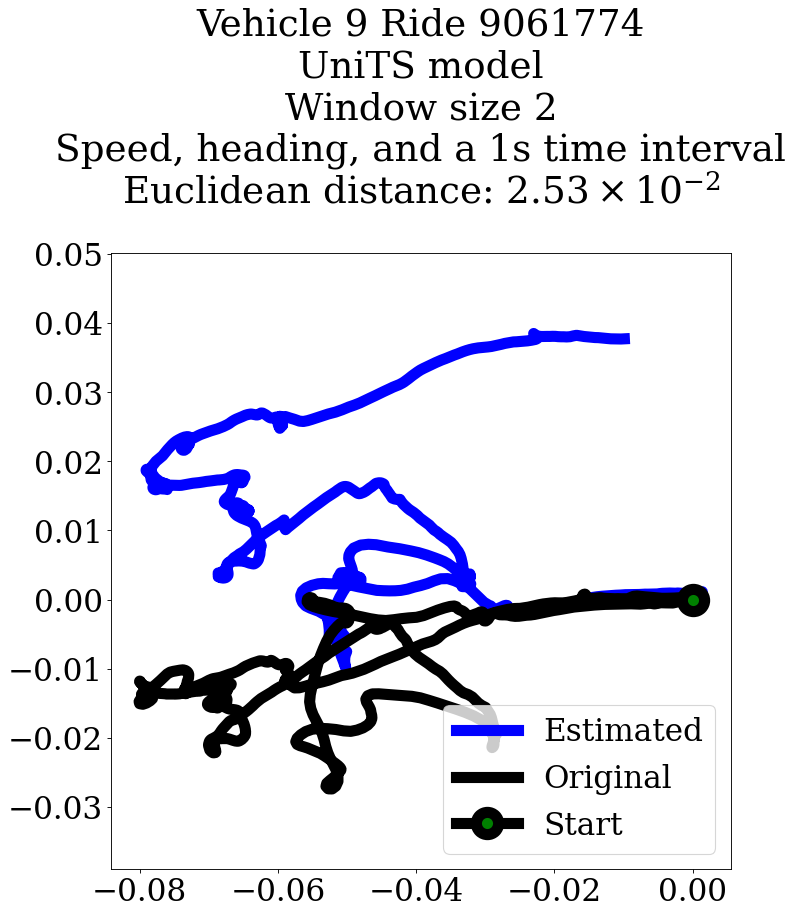 Vehicle 9 Ride 9061774
UniTS model
Window size 2
Speed, heading, and a 1s time interval
Euclidean distance: 2.53 × 10⁻²
0.05
0.04
0.03
0.02
0.01
0.00
−0.01
−0.02
−0.03
Estimated
Original
Start
−0.08 −0.06 −0.04 −0.02 0.00